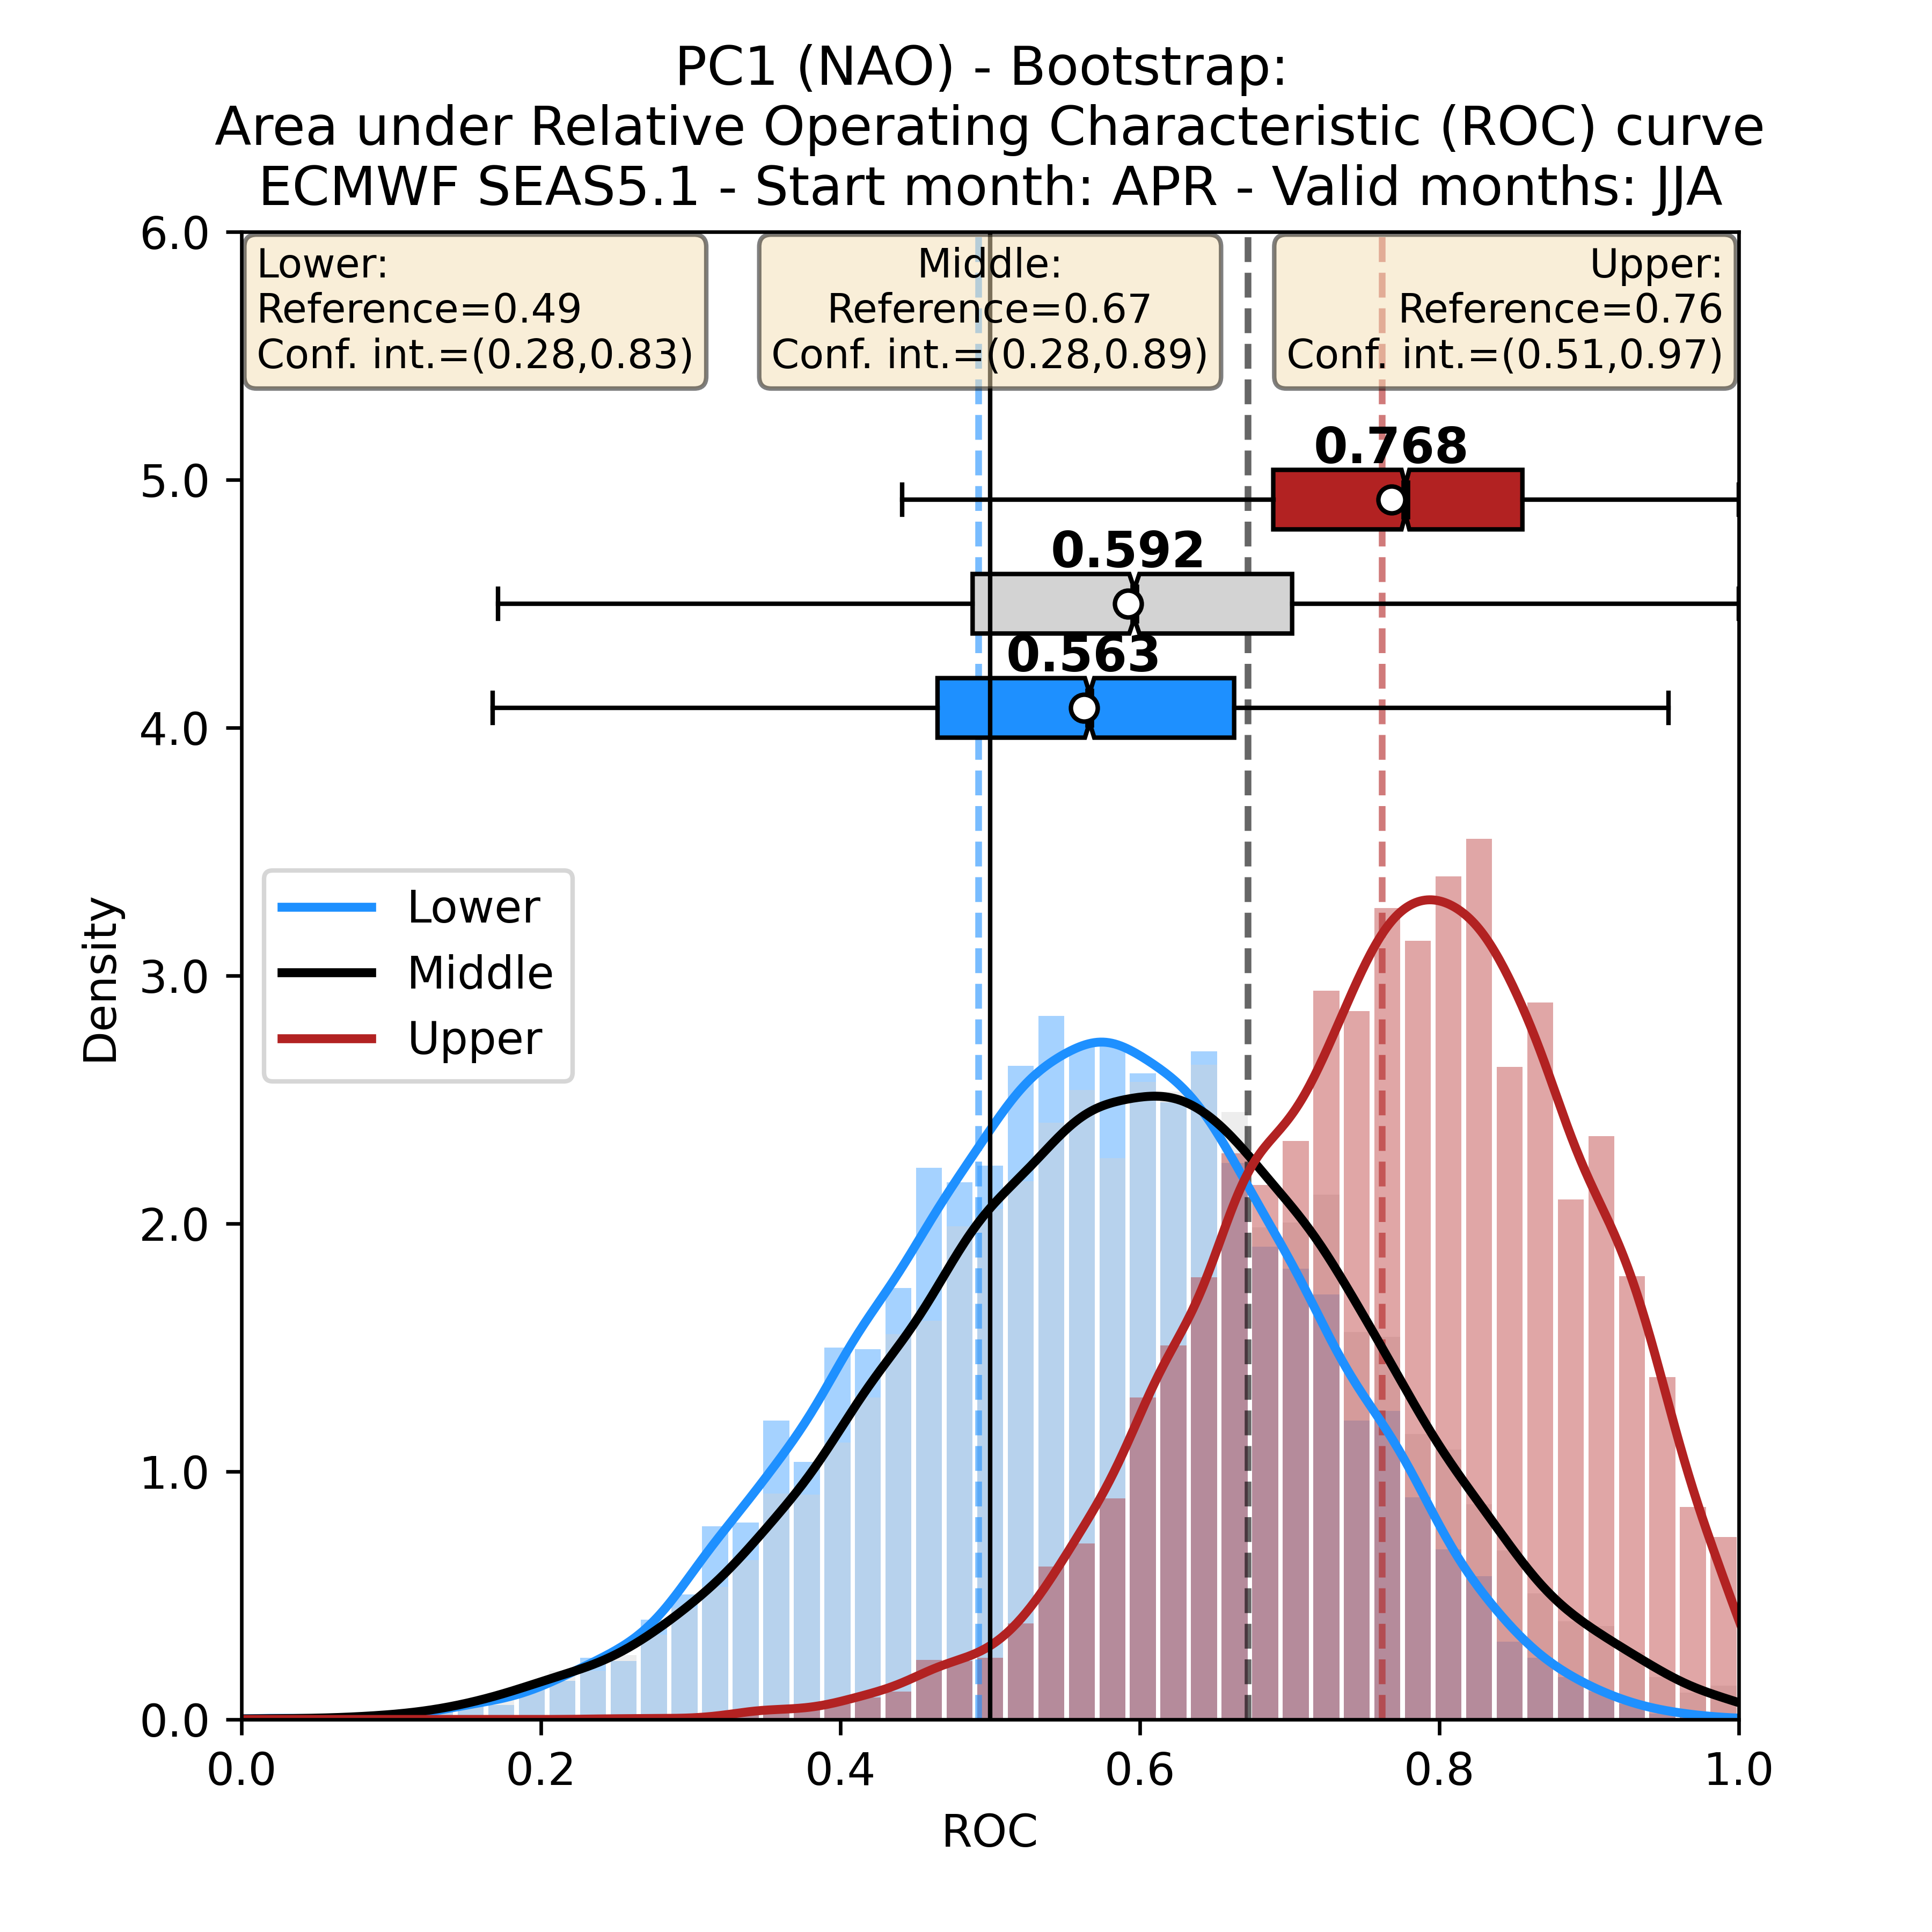 PC1 (NAO) - Bootstrap:
Area under Relative Operating Characteristic (ROC) curve
ECMWF SEAS5.1 - Start month: APR - Valid months: JJA
6.0
Lower:
Reference=0.49
Conf. int.=(0.28,0.83)
Middle:
Reference=0.67
Conf. int.=(0.28,0.89)
Upper:
Reference=0.76
Conf. int.=(0.51,0.97)
0.768
5.0
0.592
0.563
4.0
Lower
Middle
Upper
Density
3.0
2.0
1.0
0.0
0.0 0.2 0.4 0.6 0.8 1.0
ROC